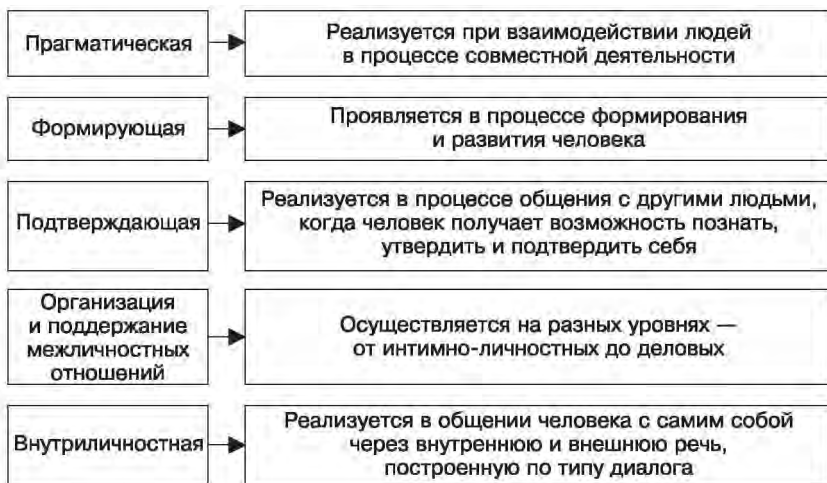 Прагматическая
Реализуется при взаимодействии людей
в процессе совместной деятельности
Формирующая
Проявляется в процессе формирования
и развития человека
Подтверждающая
Реализуется в процессе общения с другими людьми,
когда человек получает возможность познать,
утвердить и подтвердить себя
Организация
и поддержание
межличностных
отношений
Осуществляется на разных уровнях —
от интимно-личностных до деловых
Внутриличностная
Реализуется в общении человека с самим собой
через внутреннюю и внешнюю речь,
построенную по типу диалога